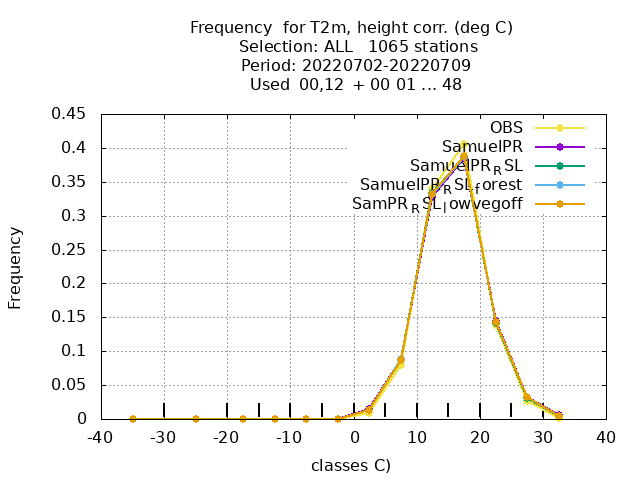 Frequency for T2m, height corr. (deg C)
Selection: ALL 1065 stations
Period: 20220702-20220709
Used 00,12 + 00 01 ... 48
0.45
0.4
0.35
0.3
0.25
0.2
0.15
0.1
0.05
0
Frequency
OBS
SamuelPR
SamuelPR_RSL
SamuelPR_RSL_forest
SamPR_RSL_lowvegoff
-40 -30 -20 -10 0 10 20 30 40
classes C)